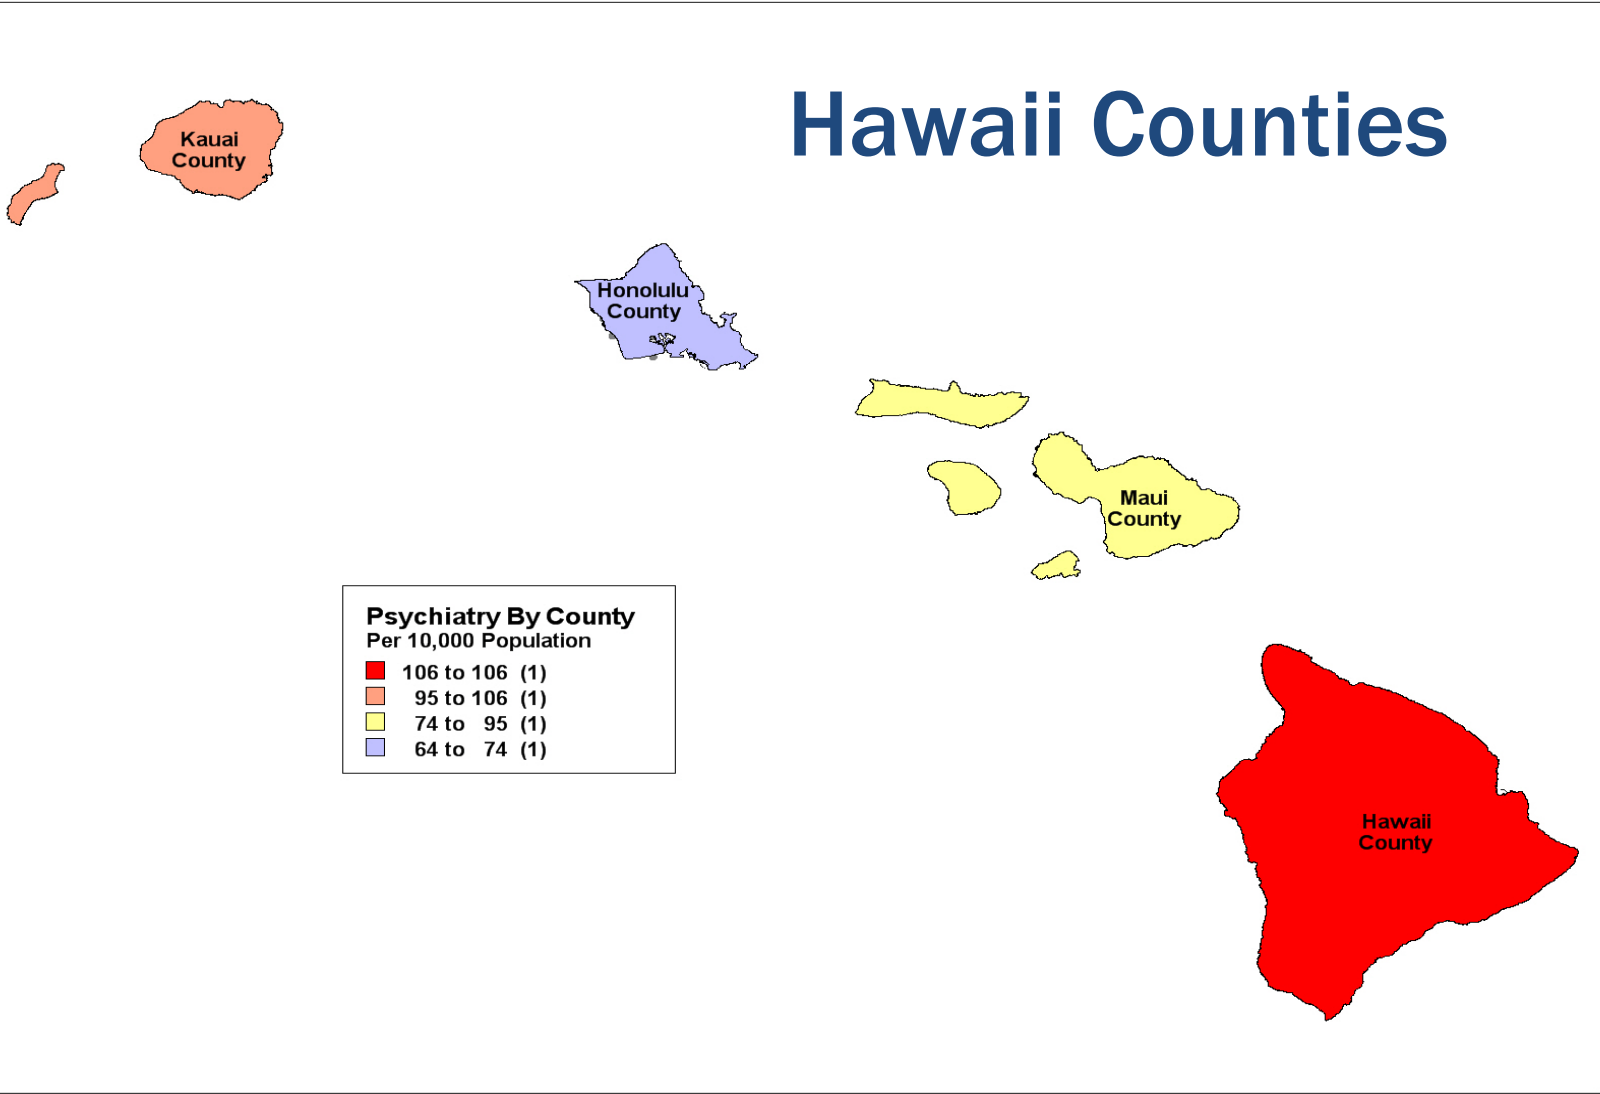 Hawaii Counties
Kauai
County
Honolulu
County
Maui
County
Psychiatry By County
Per 10,000 Population
106 to 106 (1)
95 to 106 (1)
74 to 95 (1)
64 to 74 (1)
Hawaii
County